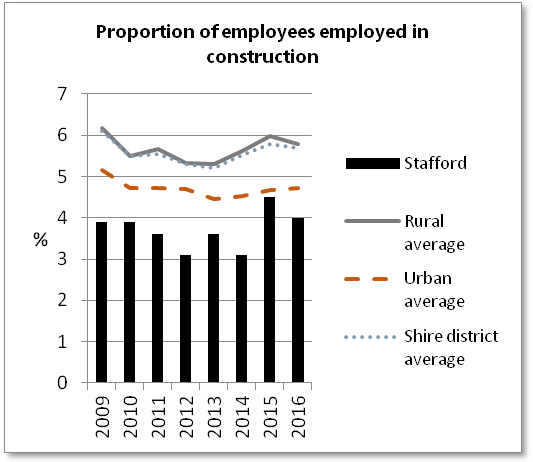 Proportion of employees employed in
construction
7
6
5
4
3
2
1
0
%
2009
2010
2011
2012
2013
2014
2015
2016
Stafford
Rural
average
Urban
average
Shire district
average